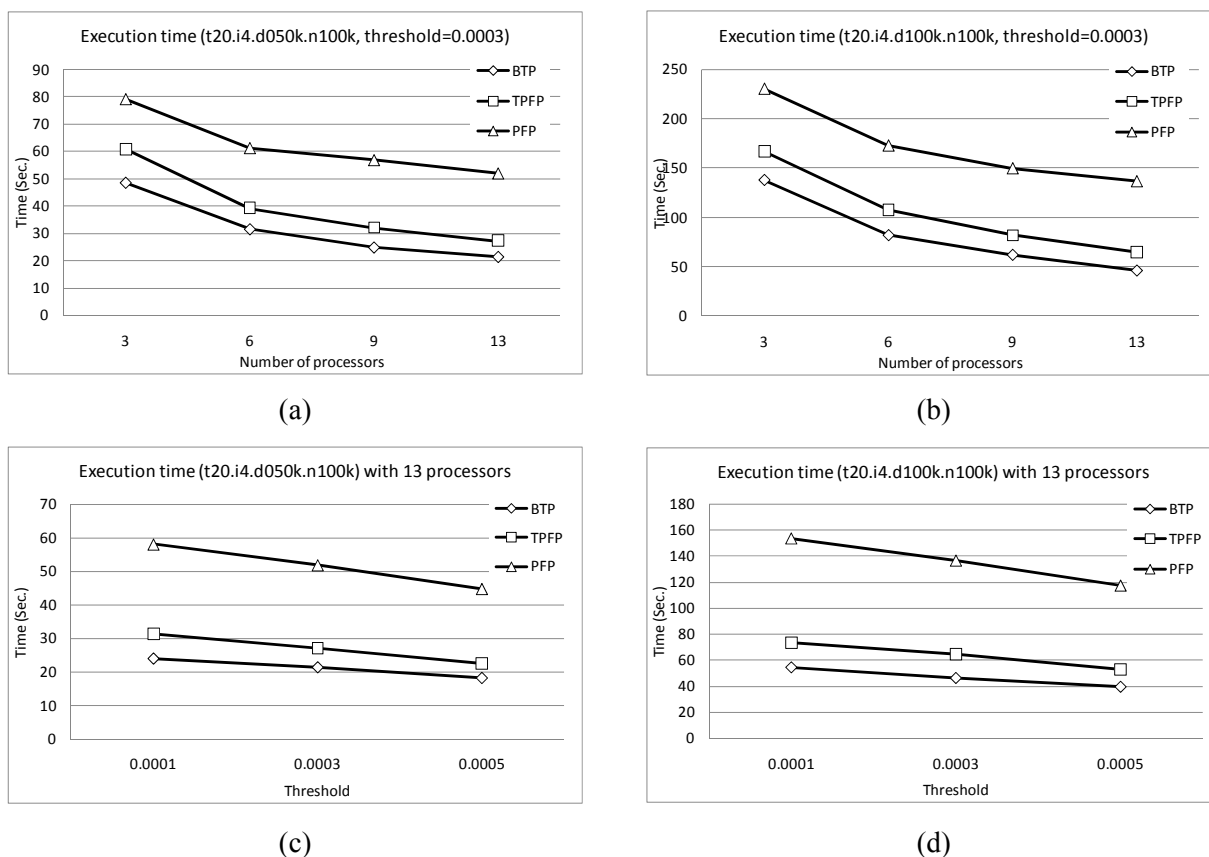 Execution time (t20.i4.d050k.n100k, threshold=0.0003)
90
80
70
60
50
40
30
20
10
0
Time (Sec.)
BTP
TPFP
PFP
3 6 9 13
Number of processors
(a)
Execution time (t20.i4.d100k.n100k, threshold=0.0003)
250
200
150
100
50
0
Time (Sec.)
BTP
TPFP
PFP
3 6 9 13
Number of processors
(b)
Execution time (t20.i4.d050k.n100k) with 13 processors
70
60
50
40
30
20
10
0
Time (Sec.)
BTP
TPFP
PFP
0.0001 0.0003 0.0005
Threshold
(c)
Execution time (t20.i4.d100k.n100k) with 13 processors
180
160
140
120
100
80
60
40
20
0
Time (Sec.)
BTP
TPFP
PFP
0.0001 0.0003 0.0005
Threshold
(d)